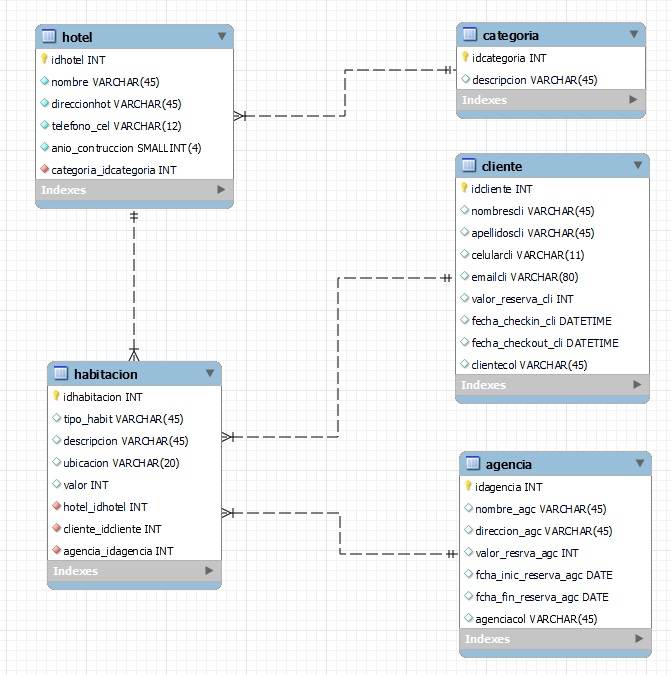 hotel
idhotel INT
nombre VARCHAR(45)
direccionhot VARCHAR(45)
telefono_cel VARCHAR(12)
anio_contruccion SMALLINT(4)
categoria_idcategoria INT
Indexes
categoria
idcategoria INT
descripcion VARCHAR(45)
Indexes
cliente
idcliente INT
nombrescli VARCHAR(45)
apellidoscli VARCHAR(45)
celularcli VARCHAR(11)
emailcli VARCHAR(80)
valor_reserva_cli INT
fecha_checkin_cli DATETIME
fecha_checkout_cli DATETIME
clientecol VARCHAR(45)
Indexes
habitacion
idhabitacion INT
tipo_habit VARCHAR(45)
descripcion VARCHAR(45)
ubicacion VARCHAR(20)
valor INT
hotel_idhotel INT
cliente_idcliente INT
agencia_idagencia INT
Indexes
agencia
idagencia INT
nombre_agc VARCHAR(45)
direccion_agc VARCHAR(45)
valor_resrva_agc INT
fcha_inic_reserva_agc DATE
fcha_fin_reserva_agc DATE
agenciacol VARCHAR(45)
Indexes